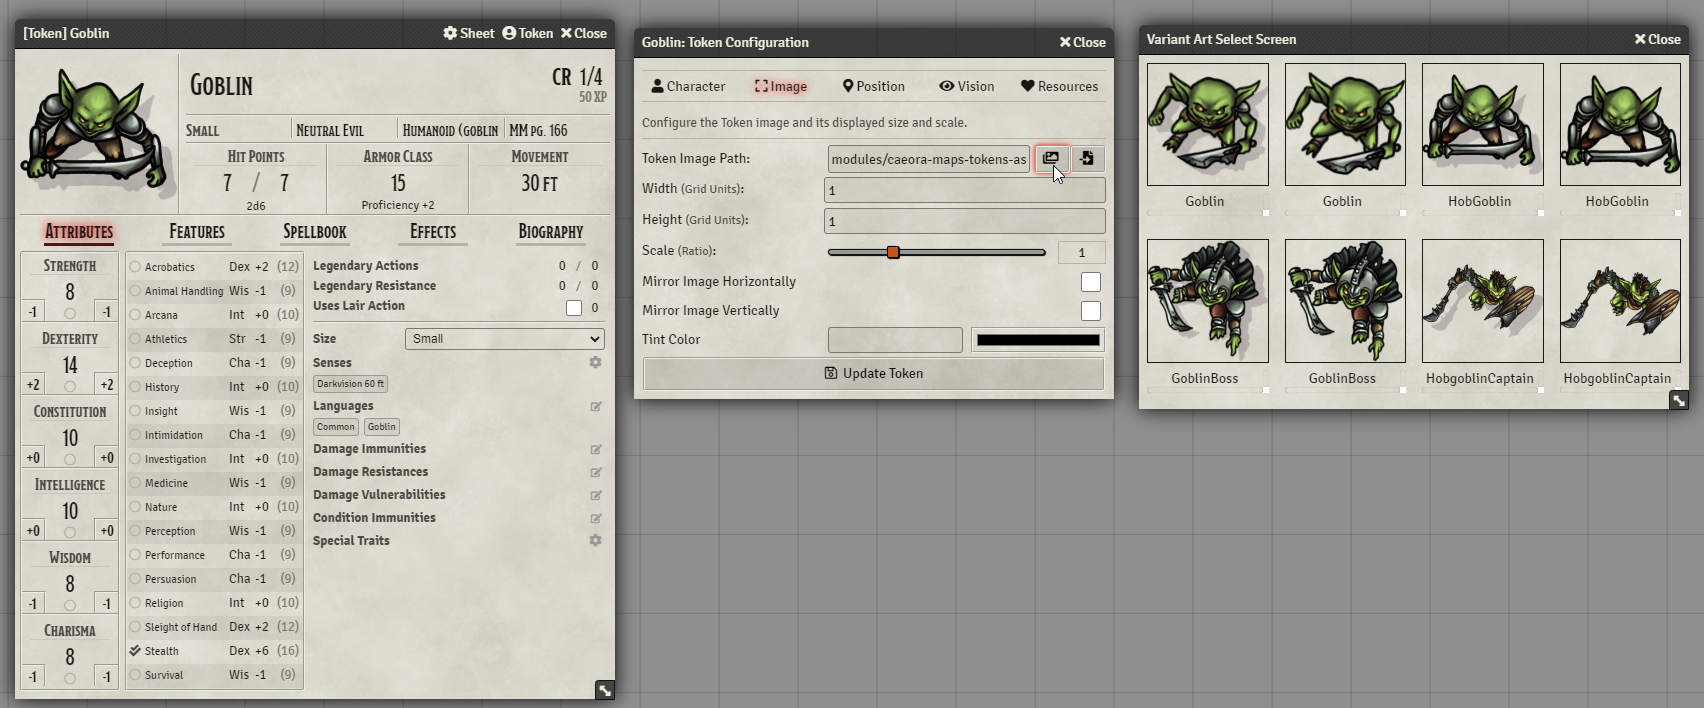 [Token] Goblin Sheet Token Close
Goblin
CR 1/4
50 XP
Small Neutral Evil Humanoid (goblin MM pg. 166
Hit Points Armor Class Movement
7 / 7 15 30 ft
2d6 Proficiency +2
Attributes Features Spellbook Effects Biography
Strength
8
-1 -1
Dexterity
14
+2 +2
Constitution
10
+0 +0
Intelligence
10
+0 +0
Wisdom
8
-1 -1
Charisma
8
-1 -1
Acrobatics Dex +2 (12)
Animal Handling Wis -1 (9)
Arcana Int +0 (10)
Athletics Str -1 (9)
Deception Cha -1 (9)
History Int +0 (10)
Insight Wis -1 (9)
Intimidation Cha -1 (9)
Investigation Int +0 (10)
Medicine Wis -1 (9)
Nature Int +0 (10)
Perception Wis -1 (9)
Performance Cha -1 (9)
Persuasion Cha -1 (9)
Religion Int +0 (10)
Sleight of Hand Dex +2 (12)
Stealth Dex +6 (16)
Survival Wis -1 (9)
Legendary Actions 0 / 0
Legendary Resistance 0 / 0
Uses Lair Action 0
Size Small
Senses
Darkvision 60 ft
Languages
Common Goblin
Damage Immunities
Damage Resistances
Damage Vulnerabilities
Condition Immunities
Special Traits
Goblin: Token Configuration Close
Character Image Position Vision Resources
Configure the Token image and its displayed size and scale.
Token Image Path: modules/caeora-maps-tokens-as
Width (Grid Units): 1
Height (Grid Units): 1
Scale (Ratio): 1
Mirror Image Horizontally
Mirror Image Vertically
Tint Color
Update Token
Variant Art Select Screen Close
Goblin Goblin HobGoblin HobGoblin
GoblinBoss GoblinBoss HobgoblinCaptain HobgoblinCaptain